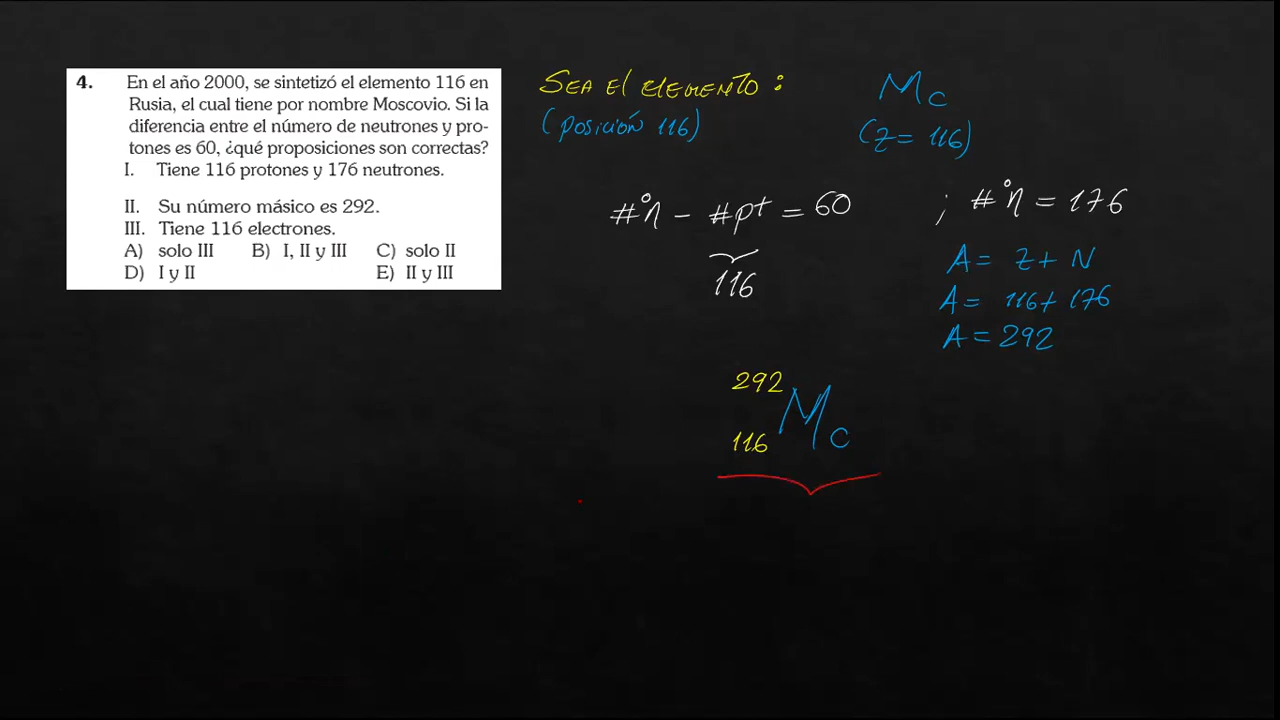 4. En el año 2000, se sintetizó el elemento 116 en
Rusia, el cual tiene por nombre Moscovio. Si la
diferencia entre el número de neutrones y pro-
tones es 60, ¿qué proposiciones son correctas?
I. Tiene 116 protones y 176 neutrones.
II. Su número másico es 292.
III. Tiene 116 electrones.
A) solo III B) I, II y III C) solo II
D) I y II E) II y III
SEA EL ELEMENTO:
(POSICIÓN 116)
Mc
(Z = 116)
#n° - #p+ = 60 ; #n° = 176
116
A = Z + N
A = 116 + 176
A = 292
292
116 Mc